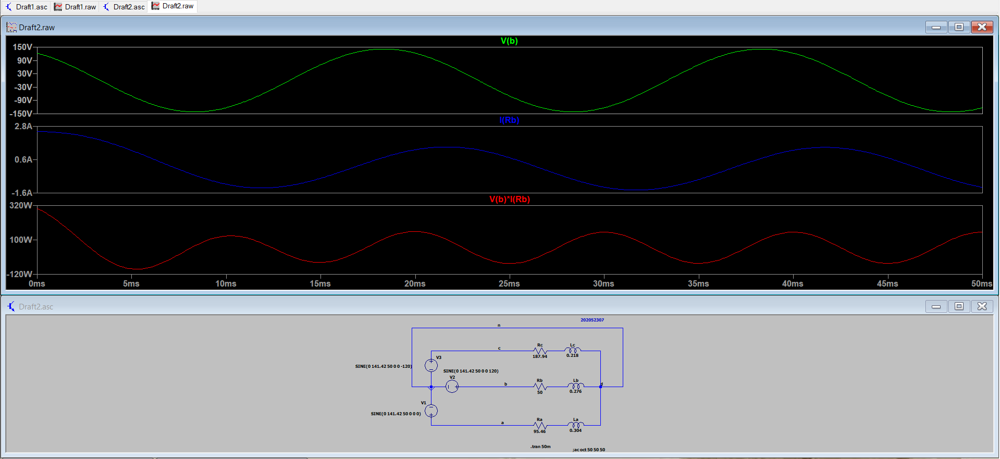 Draft1.asc Draft1.raw Draft2.asc Draft2.raw
Draft2.raw
V(b)
150V
90V
30V
-30V
-90V
-150V
I(Rb)
2.8A
0.6A
-1.6A
V(b)*I(Rb)
320W
100W
-120W
0ms 5ms 10ms 15ms 20ms 25ms 30ms 35ms 40ms 45ms 50ms
Draft2.asc
202052307
n
Rc Lc
c
187.94 0.218
V3
SINE(0 141.42 50 0 0 -120)
SINE(0 141.42 50 0 0 120)
V2
Rb Lb
b d
50 0.276
V1
SINE(0 141.42 50 0 0 0)
Ra La
a
95.46 0.304
.tran 50m
;ac oct 50 50 50